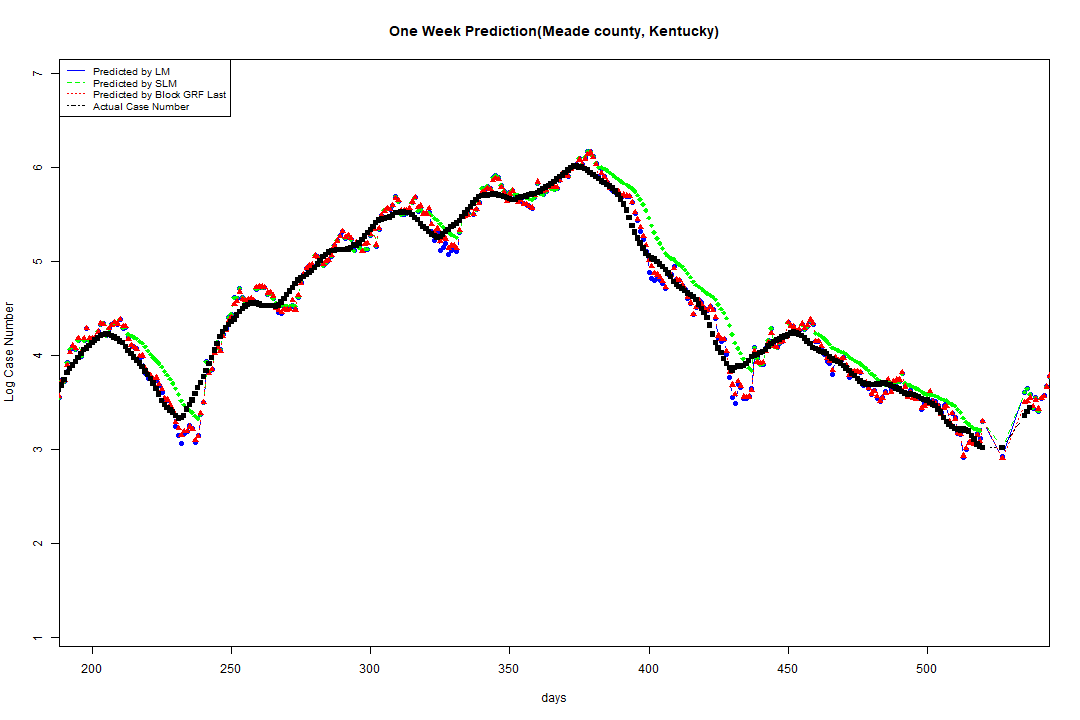 One Week Prediction(Meade county, Kentucky)
Predicted by LM
Predicted by SLM
Predicted by Block GRF Last
Actual Case Number
7
6
5
4
3
2
1
Log Case Number
200 250 300 350 400 450 500
days